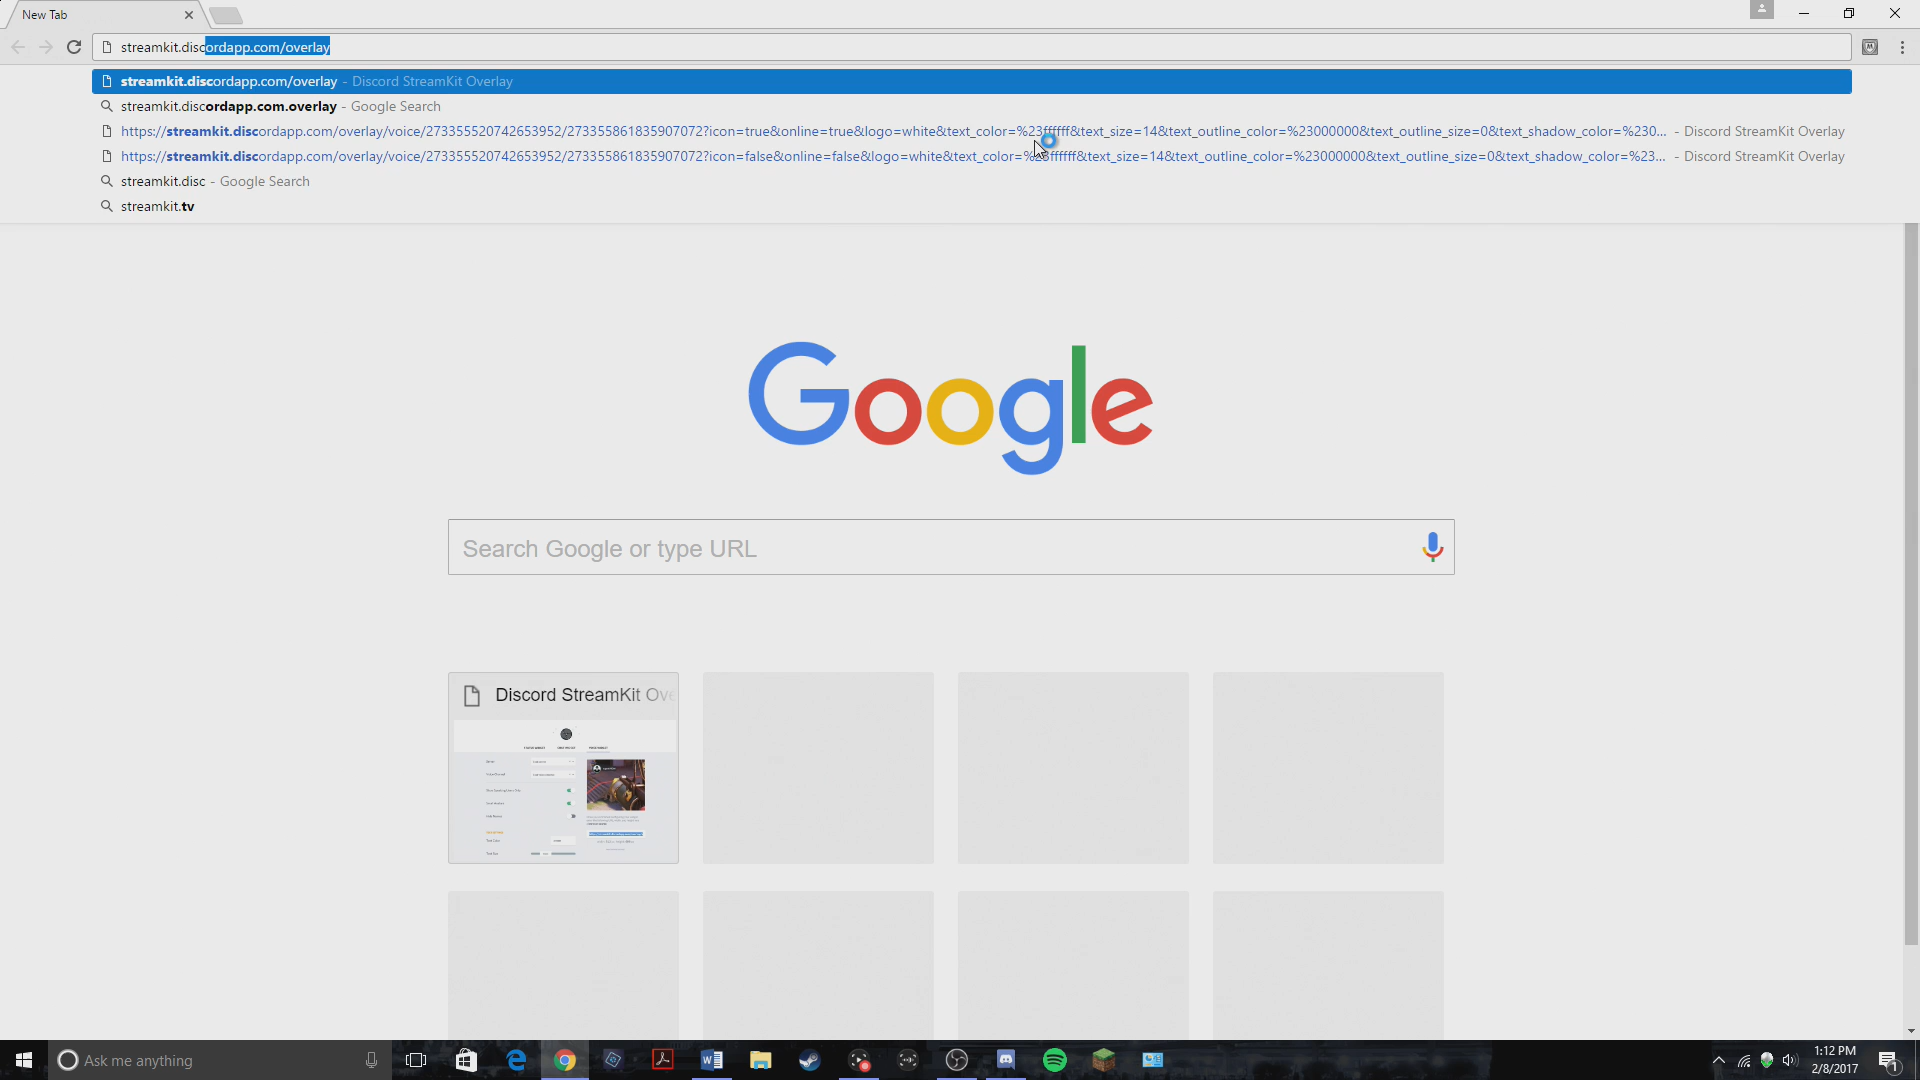 New Tab
streamkit.discordapp.com/overlay
streamkit.discordapp.com/overlay - Discord StreamKit Overlay
streamkit.discordapp.com.overlay - Google Search
https://streamkit.discordapp.com/overlay/voice/273355520742653952/273355861835907072?icon=true&online=true&logo=white&text_color=%23ffffff&text_size=14&text_outline_color=%23000000&text_outline_size=0&text_shadow_color=%230... - Discord StreamKit Overlay
https://streamkit.discordapp.com/overlay/voice/273355520742653952/273355861835907072?icon=false&online=false&logo=white&text_color=%23ffffff&text_size=14&text_outline_color=%23000000&text_outline_size=0&text_shadow_color=%23... - Discord StreamKit Overlay
streamkit.disc - Google Search
streamkit.tv
Google
Search Google or type URL
Discord StreamKit Ove
Ask me anything
1:12 PM
2/8/2017
1